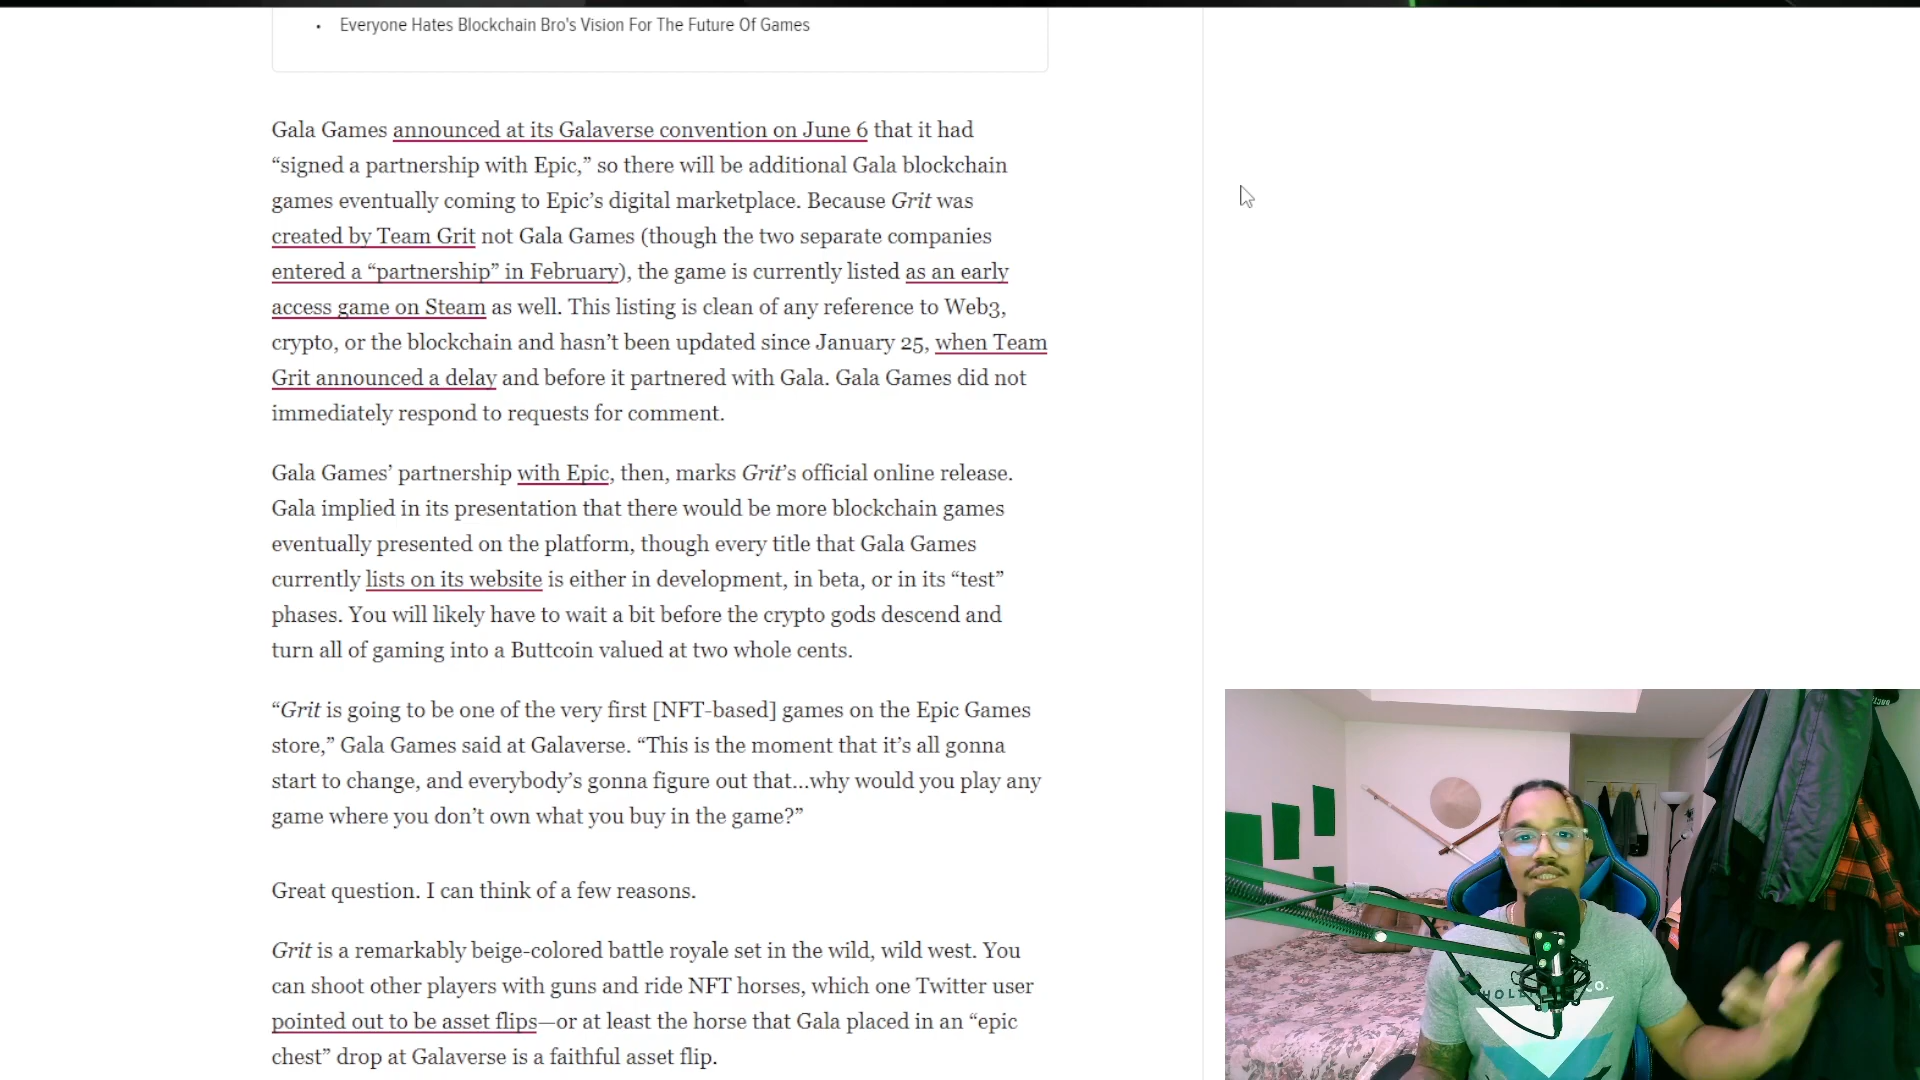 • Everyone Hates Blockchain Bro's Vision For The Future Of Games
Gala Games announced at its Galaverse convention on June 6 that it had
“signed a partnership with Epic,” so there will be additional Gala blockchain
games eventually coming to Epic’s digital marketplace. Because Grit was
created by Team Grit not Gala Games (though the two separate companies
entered a “partnership” in February), the game is currently listed as an early
access game on Steam as well. This listing is clean of any reference to Web3,
crypto, or the blockchain and hasn’t been updated since January 25, when Team
Grit announced a delay and before it partnered with Gala. Gala Games did not
immediately respond to requests for comment.
Gala Games’ partnership with Epic, then, marks Grit’s official online release.
Gala implied in its presentation that there would be more blockchain games
eventually presented on the platform, though every title that Gala Games
currently lists on its website is either in development, in beta, or in its “test”
phases. You will likely have to wait a bit before the crypto gods descend and
turn all of gaming into a Buttcoin valued at two whole cents.
“Grit is going to be one of the very first [NFT-based] games on the Epic Games
store,” Gala Games said at Galaverse. “This is the moment that it’s all gonna
start to change, and everybody’s gonna figure out that...why would you play any
game where you don’t own what you buy in the game?”
Great question. I can think of a few reasons.
Grit is a remarkably beige-colored battle royale set in the wild, wild west. You
can shoot other players with guns and ride NFT horses, which one Twitter user
pointed out to be asset flips—or at least the horse that Gala placed in an “epic
chest” drop at Galaverse is a faithful asset flip.